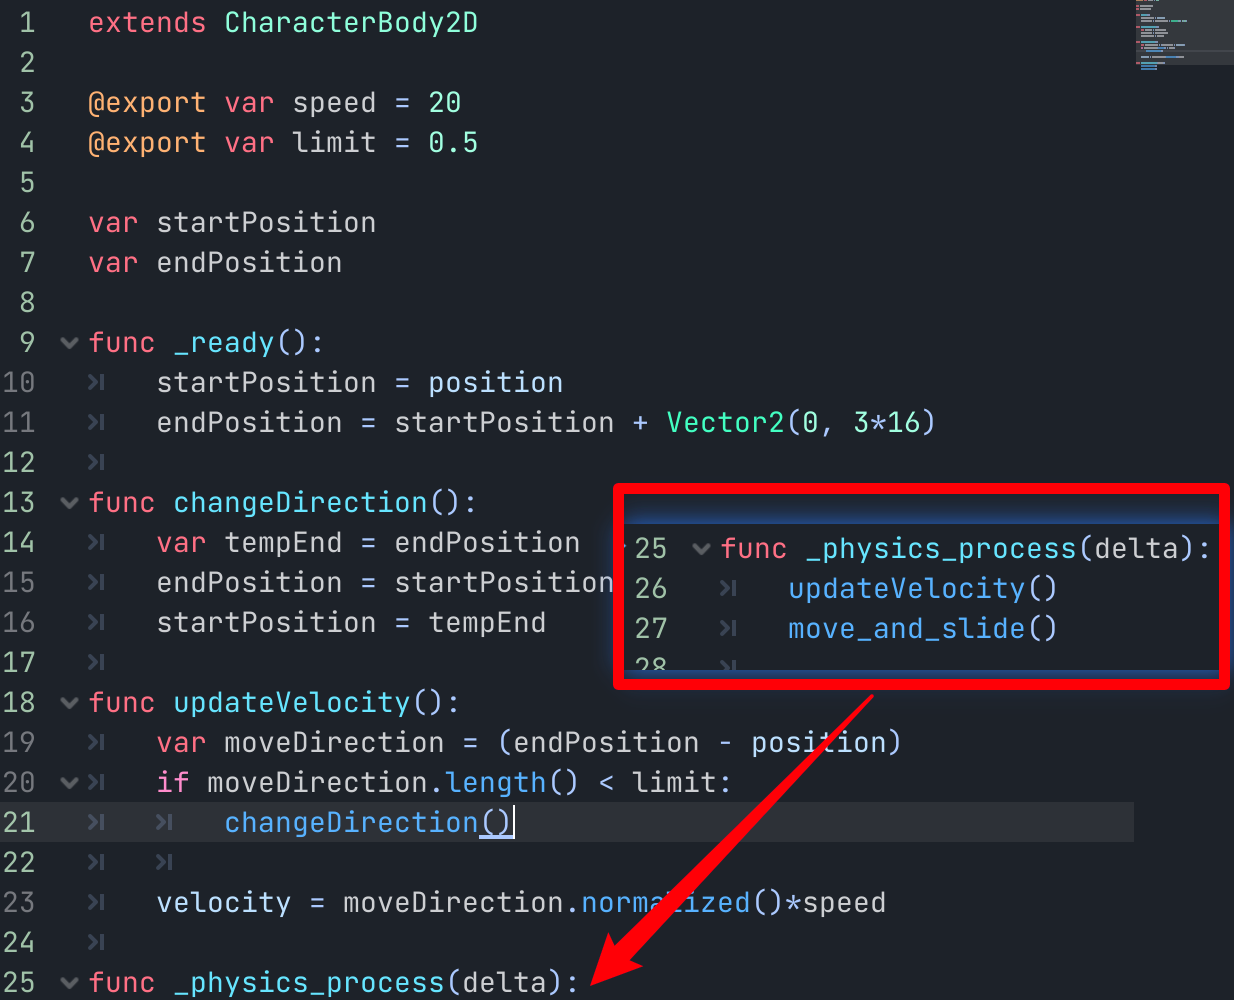 1 extends CharacterBody2D
2
3 @export var speed = 20
4 @export var limit = 0.5
5
6 var startPosition
7 var endPosition
8
9 func _ready():
10 startPosition = position
11 endPosition = startPosition + Vector2(0, 3*16)
12
13 func changeDirection():
14 var tempEnd = endPosition
15 endPosition = startPosition
16 startPosition = tempEnd
17
18 func updateVelocity():
19 var moveDirection = (endPosition - position)
20 if moveDirection.length() < limit:
21 changeDirection()
22
23 velocity = moveDirection.normalized()*speed
24
25 func _physics_process(delta):
25 func _physics_process(delta):
26 updateVelocity()
27 move_and_slide()
28